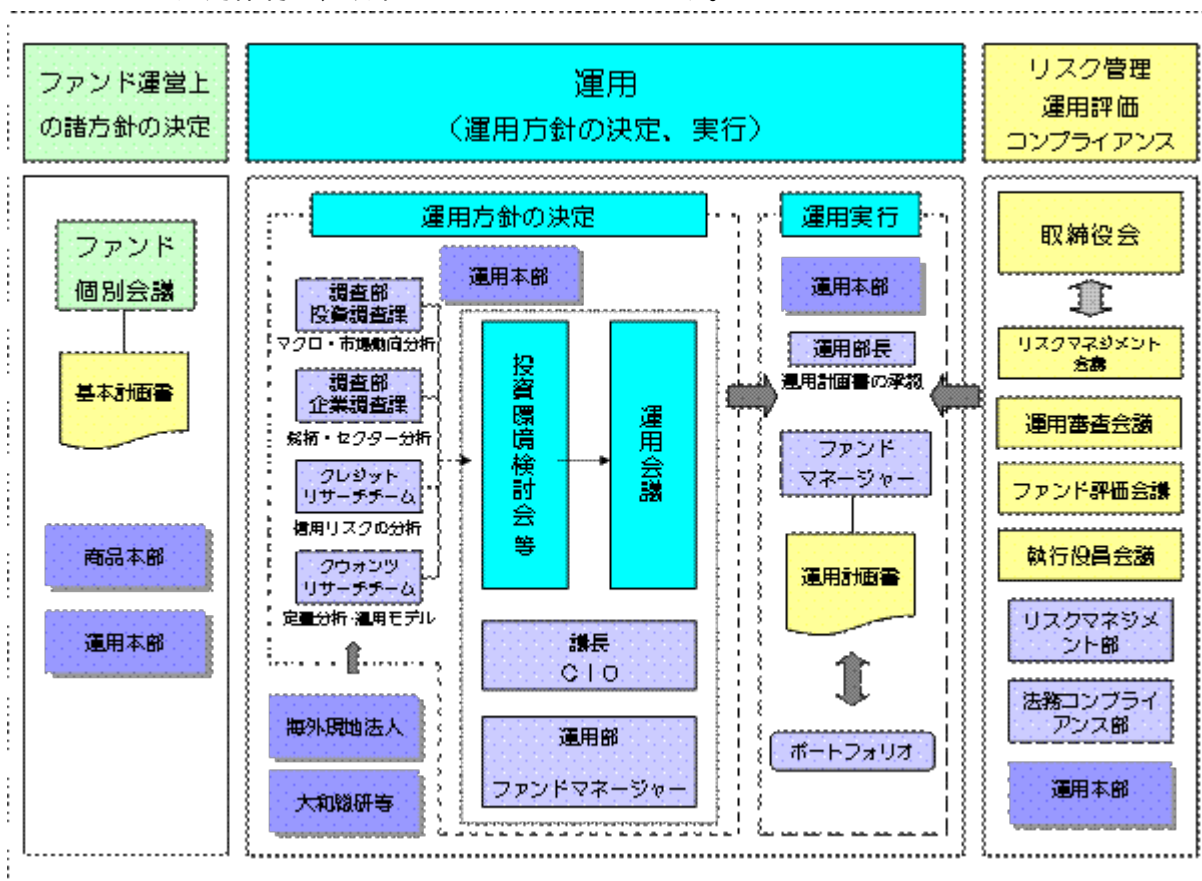 ファンド運営上
の諸方針の決定
運用
(運用方針の決定、実行)
リスク管理
運用評価
コンプライアンス
ファンド
個別会議
基本計画書
商品本部
運用本部
運用方針の決定
運用本部
調査部
投資調査課
マクロ・市場動向分析
調査部
企業調査課
銘柄・セクター分析
クレジット
リサーチチーム
信用リスクの分析
クウォンツ
リサーチチーム
定量分析・運用モデル
海外現地法人
大和総研等
投資環境検討会等
運用会議
議長
CIO
運用部
ファンドマネージャー
運用実行
運用本部
運用部長
運用計画書の承認
ファンド
マネージャー
運用計画書
ポートフォリオ
取締役会
リスクマネジメント
会議
運用審査会議
ファンド評価会議
執行役員会議
リスクマネジメ
ント部
法務コンプライ
アンス部
運用本部